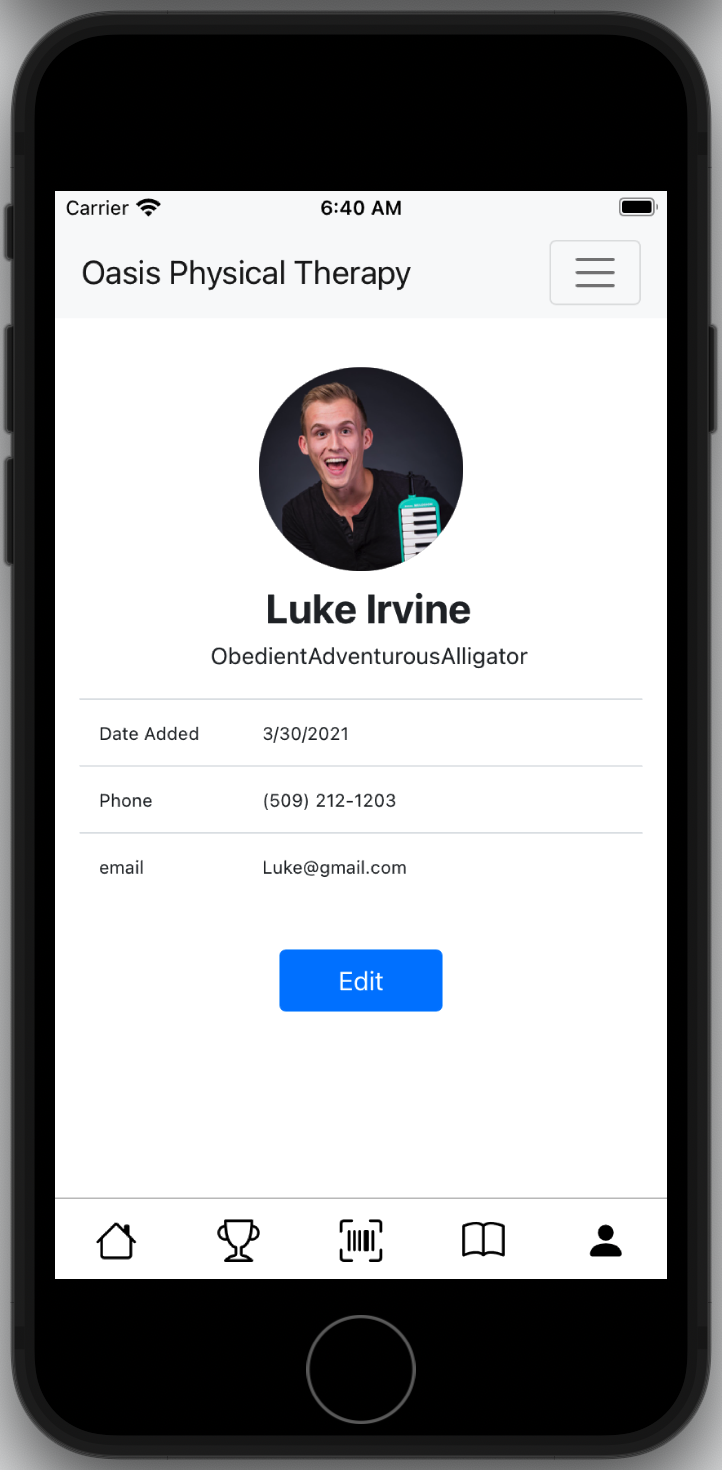 Carrier 6:40 AM
Oasis Physical Therapy
Luke Irvine
ObedientAdventurousAlligator
Date Added 3/30/2021
Phone (509) 212-1203
email Luke@gmail.com
Edit